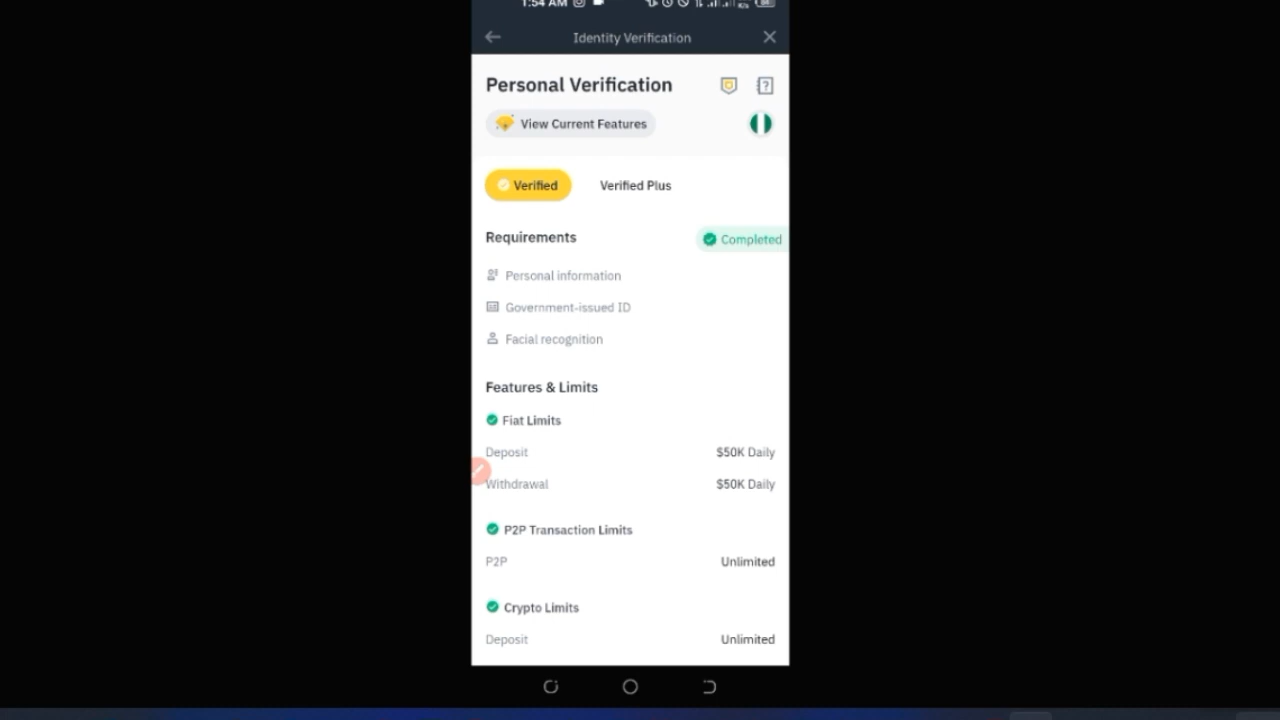 1:54 AM
Identity Verification
Personal Verification
View Current Features
Verified Verified Plus
Requirements Completed
Personal information
Government-issued ID
Facial recognition
Features & Limits
Fiat Limits
Deposit $50K Daily
Withdrawal $50K Daily
P2P Transaction Limits
P2P Unlimited
Crypto Limits
Deposit Unlimited